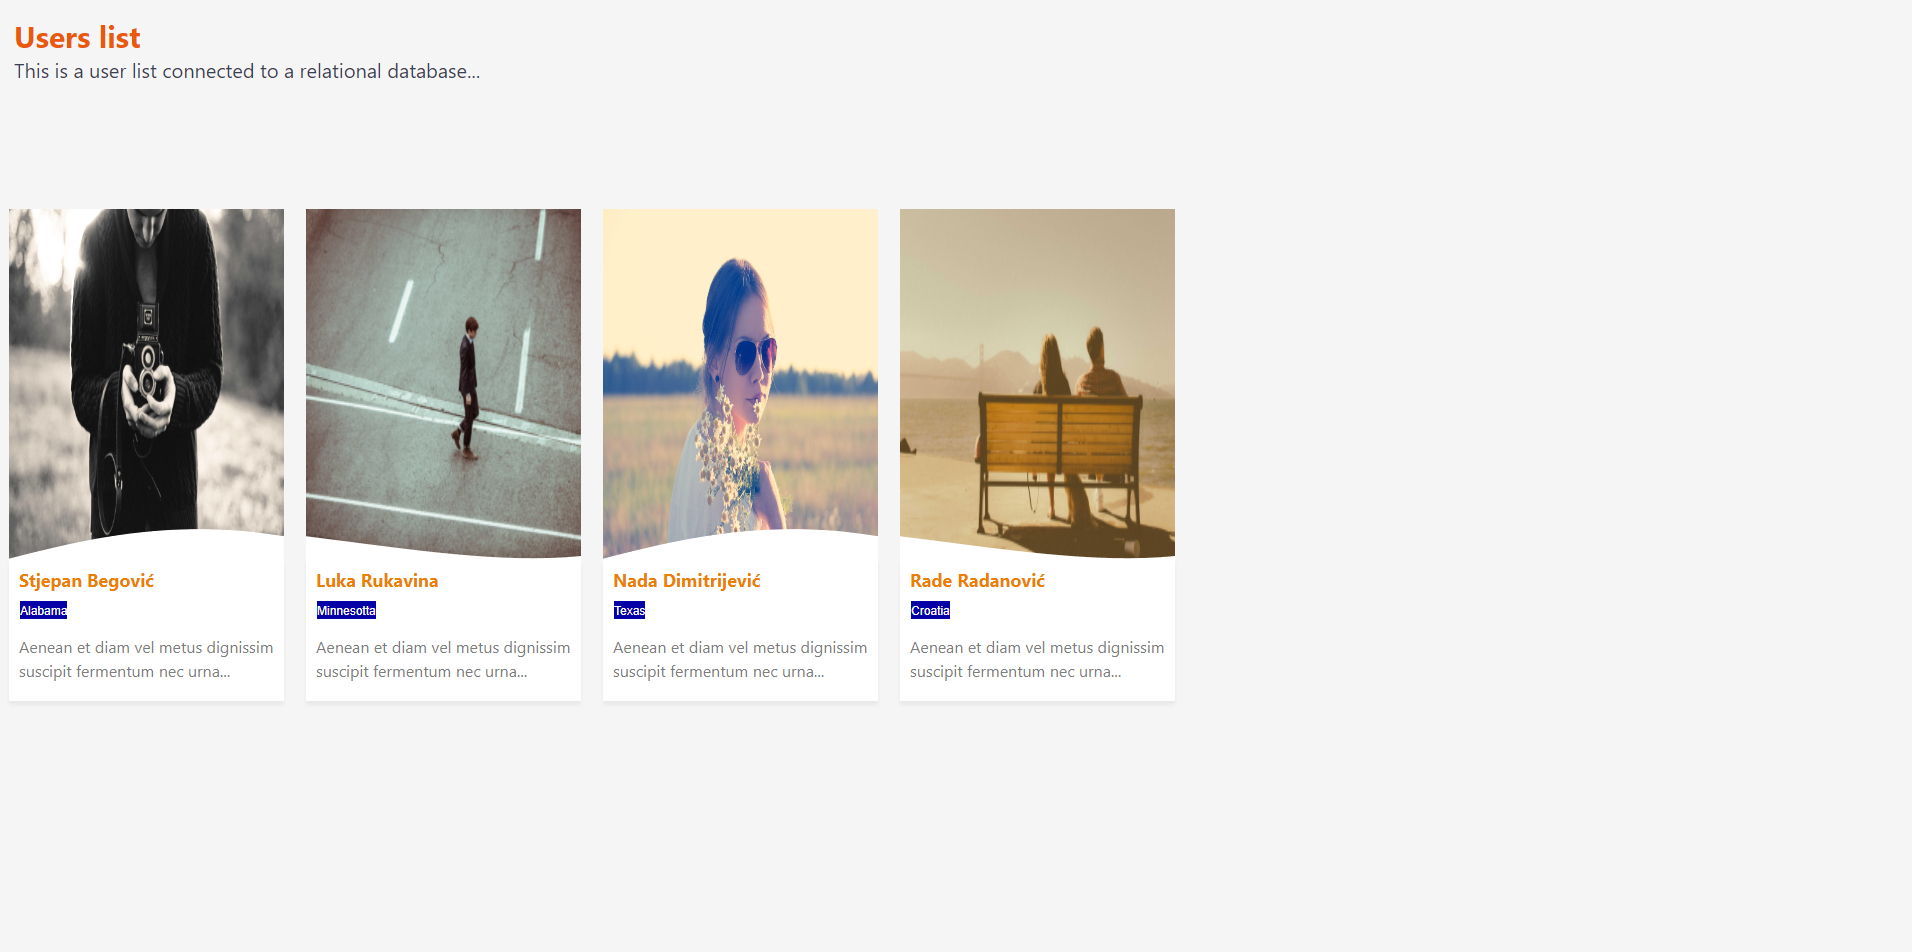 Users list
This is a user list connected to a relational database...
Stjepan Begović
Alabama
Aenean et diam vel metus dignissim
suscipit fermentum nec urna...
Luka Rukavina
Minnesotta
Aenean et diam vel metus dignissim
suscipit fermentum nec urna...
Nada Dimitrijević
Texas
Aenean et diam vel metus dignissim
suscipit fermentum nec urna...
Rade Radanović
Croatia
Aenean et diam vel metus dignissim
suscipit fermentum nec urna...